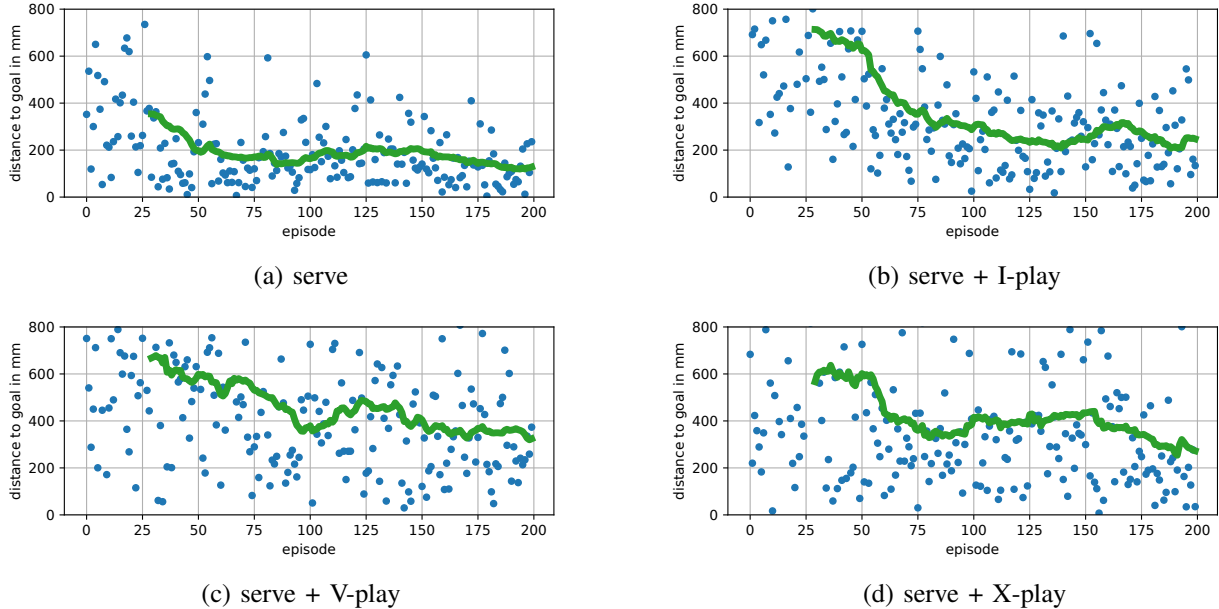 800
600
400
200
0
distance to goal in mm
0 25 50 75 100 125 150 175 200
episode
(a) serve
800
600
400
200
0
distance to goal in mm
0 25 50 75 100 125 150 175 200
episode
(b) serve + I-play
800
600
400
200
0
distance to goal in mm
0 25 50 75 100 125 150 175 200
episode
(c) serve + V-play
800
600
400
200
0
distance to goal in mm
0 25 50 75 100 125 150 175 200
episode
(d) serve + X-play